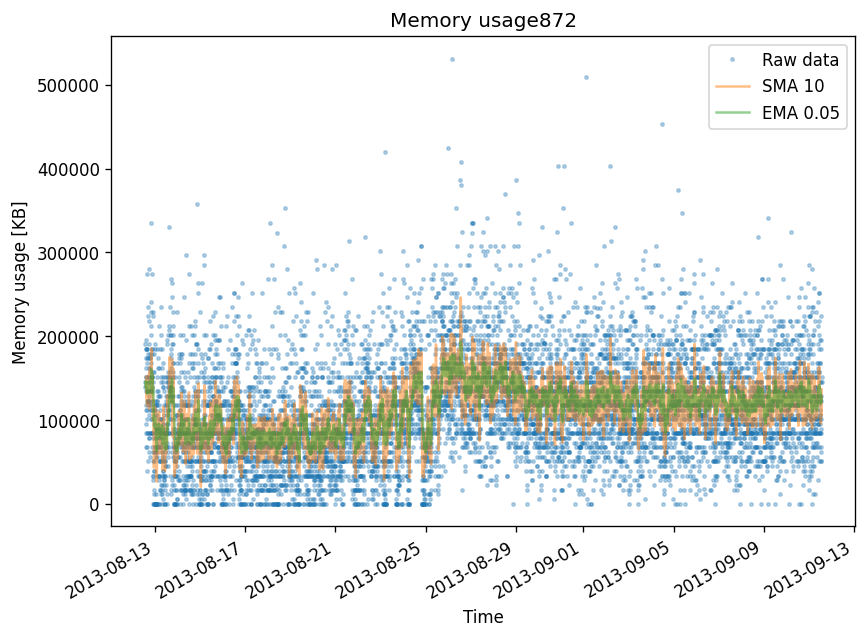 Memory usage872
Raw data
SMA 10
EMA 0.05
Memory usage [KB]
500000
400000
300000
200000
100000
0
2013-08-13
2013-08-17
2013-08-21
2013-08-25
2013-08-29
2013-09-01
2013-09-05
2013-09-09
2013-09-13
Time